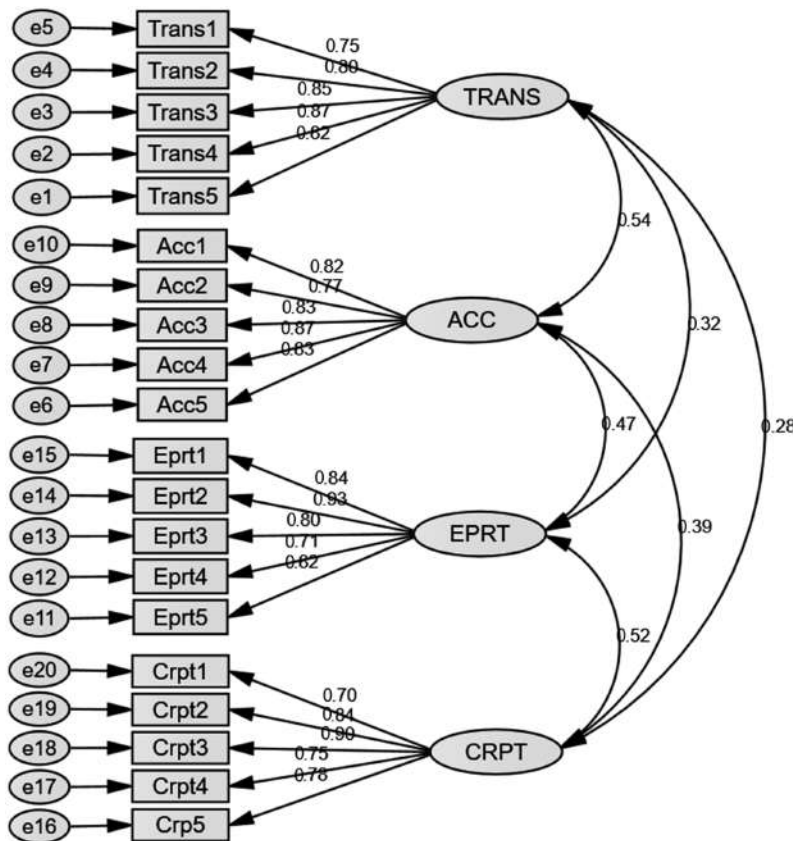 e5 Trans1
0.75
e4 Trans2
0.80
TRANS
e3 Trans3
0.85
0.87
e2 Trans4
0.82
e1 Trans5
0.54
e10 Acc1
0.82
e9 Acc2
0.77
e8 Acc3
0.83
ACC
0.32
e7 Acc4
0.87
0.83
e6 Acc5
0.47
0.28
e15 Eprt1
0.84
e14 Eprt2
0.93
e13 Eprt3
0.80
EPRT
0.39
0.71
e12 Eprt4
0.82
e11 Eprt5
0.52
e20 Crpt1
0.70
e19 Crpt2
0.84
e18 Crpt3
0.90
CRPT
0.75
e17 Crpt4
0.78
e16 Crp5